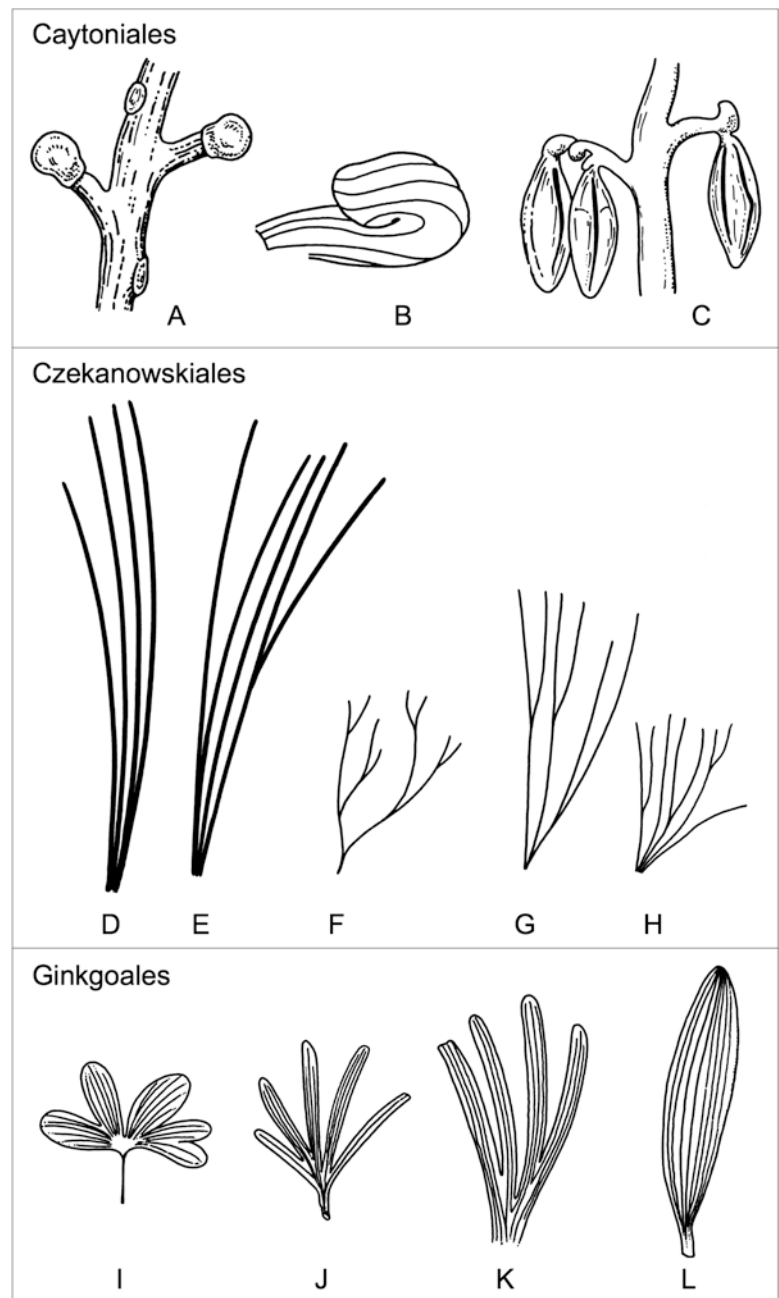 Caytoniales
A B C
Czekanowskiales
D E F G H
Ginkgoales
I J K L